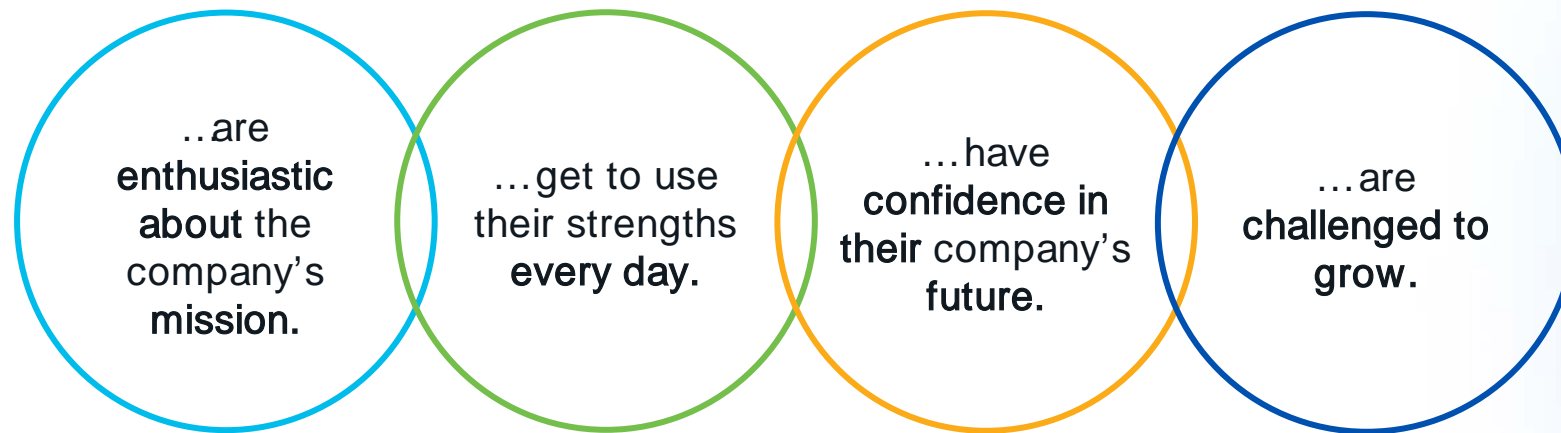 …are
enthusiastic
about the
company’s
mission.
…get to use
their strengths
every day.
…have
confidence in
their company’s
future.
…are
challenged to
grow.